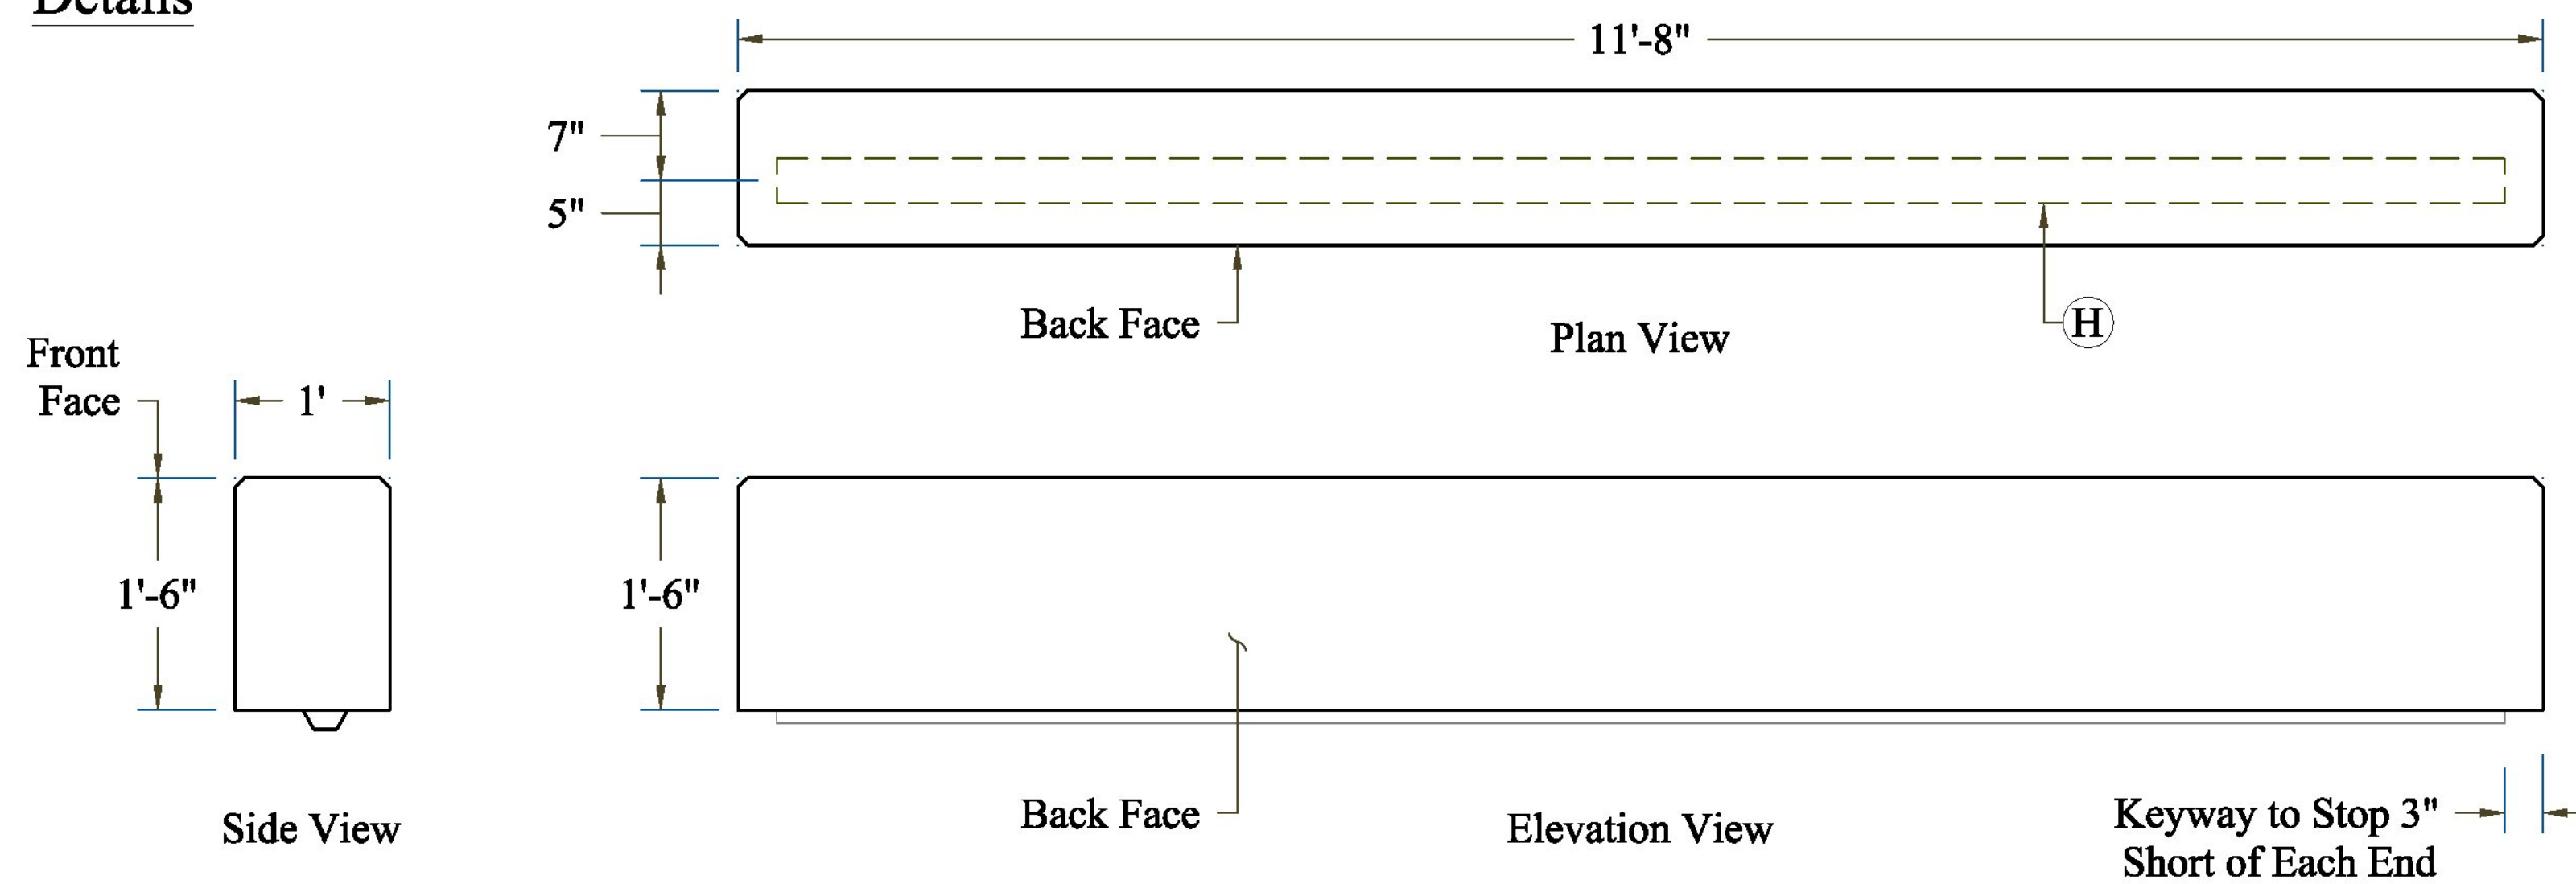 Details
11'-8"
7"
5"
Back Face
Plan View
H
Front
Face
1'
1'-6"
1'-6"
Back Face
Side View
Elevation View
Keyway to Stop 3"
Short of Each End